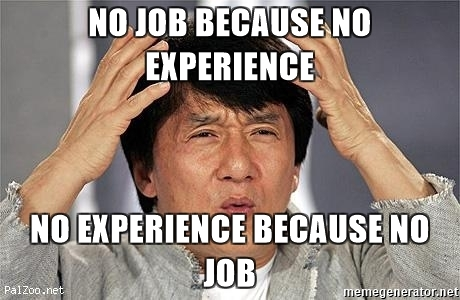 NO JOB BECAUSE NO
EXPERIENCE
NO EXPERIENCE BECAUSE NO
JOB
PalZoo.net
memegenerator.net